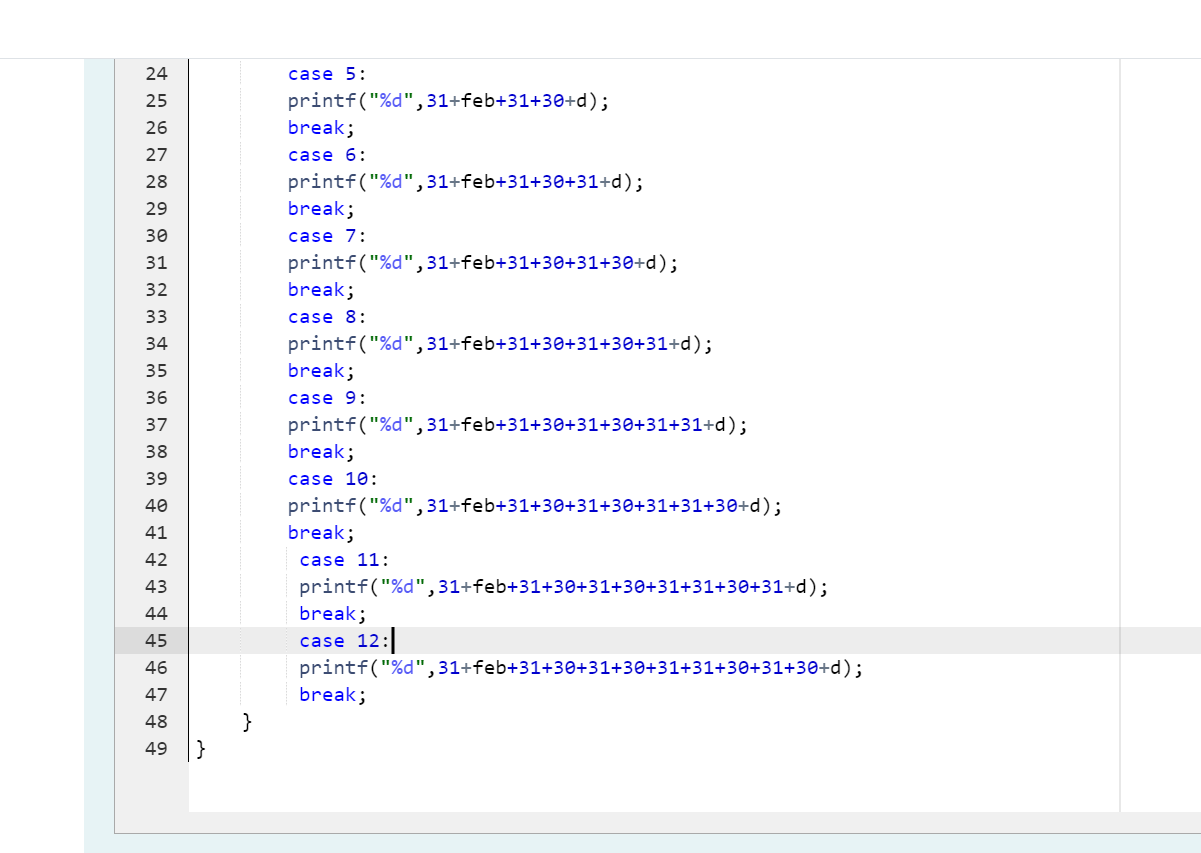 24 case 5:
25 printf("%d",31+feb+31+30+d);
26 break;
27 case 6:
28 printf("%d",31+feb+31+30+31+d);
29 break;
30 case 7:
31 printf("%d",31+feb+31+30+31+30+d);
32 break;
33 case 8:
34 printf("%d",31+feb+31+30+31+30+31+d);
35 break;
36 case 9:
37 printf("%d",31+feb+31+30+31+30+31+31+d);
38 break;
39 case 10:
40 printf("%d",31+feb+31+30+31+30+31+31+30+d);
41 break;
42 case 11:
43 printf("%d",31+feb+31+30+31+30+31+31+30+31+d);
44 break;
45 case 12:
46 printf("%d",31+feb+31+30+31+30+31+31+30+31+30+d);
47 break;
48 }
49 }